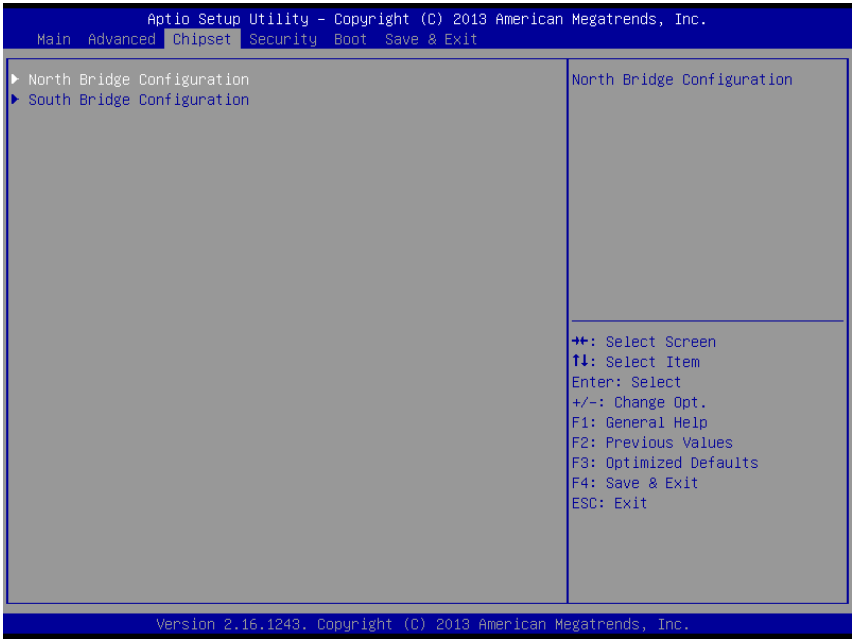 Aptio Setup Utility – Copyright (C) 2013 American Megatrends, Inc.
Main Advanced Chipset Security Boot Save & Exit
▶ North Bridge Configuration
▶ South Bridge Configuration
North Bridge Configuration
→←: Select Screen
↑↓: Select Item
Enter: Select
+/-: Change Opt.
F1: General Help
F2: Previous Values
F3: Optimized Defaults
F4: Save & Exit
ESC: Exit
Version 2.16.1243. Copyright (C) 2013 American Megatrends, Inc.